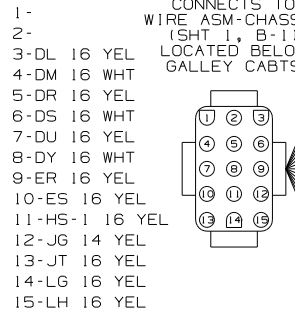 CONNECTS TO
WIRE ASM-CHASS
(SHT 1, B-11
LOCATED BELO
GALLEY CABTS
1-
2-
3-DL 16 YEL
4-DM 16 WHT
5-DR 16 YEL
6-DS 16 WHT
7-DU 16 YEL
8-DY 16 WHT
9-ER 16 YEL
10-ES 16 YEL
11-HS-1 16 YEL
12-JG 14 YEL
13-JT 16 YEL
14-LG 16 YEL
15-LH 16 YEL
1 2 3
4 5 6
7 8 9
10 11 12
13 14 15